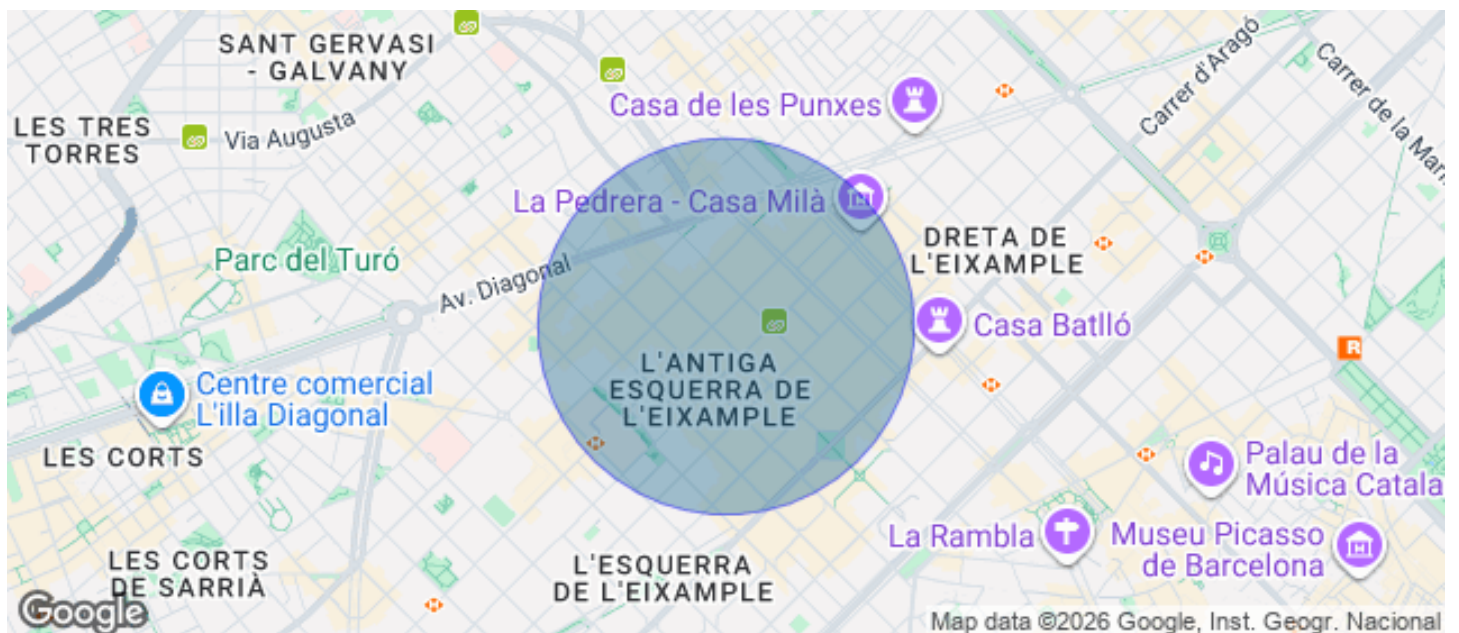 SANT GERVASI
- GALVANY
LES TRES
TORRES
Via Augusta
Casa de les Punxes
Carrer d'Aragó
Carrer de la Mari
La Pedrera - Casa Milà
Parc del Turó
Av. Diagonal
DRETA DE
L'EIXAMPLE
Casa Batlló
L'ANTIGA
ESQUERRA DE
L'EIXAMPLE
Centre comercial
L'illa Diagonal
LES CORTS
R
Palau de la
Música Catala
La Rambla
Museu Picasso
de Barcelona
LES CORTS
DE SARRIÀ
L'ESQUERRA
DE L'EIXAMPLE
Google
Map data ©2026 Google, Inst. Geogr. Nacional